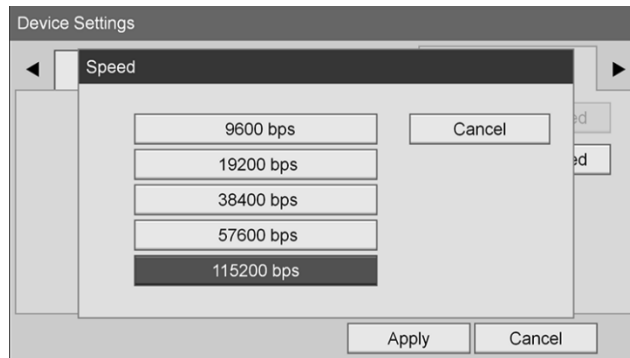 Device Settings
Speed
9600 bps
Cancel
19200 bps
38400 bps
57600 bps
115200 bps
Apply
Cancel